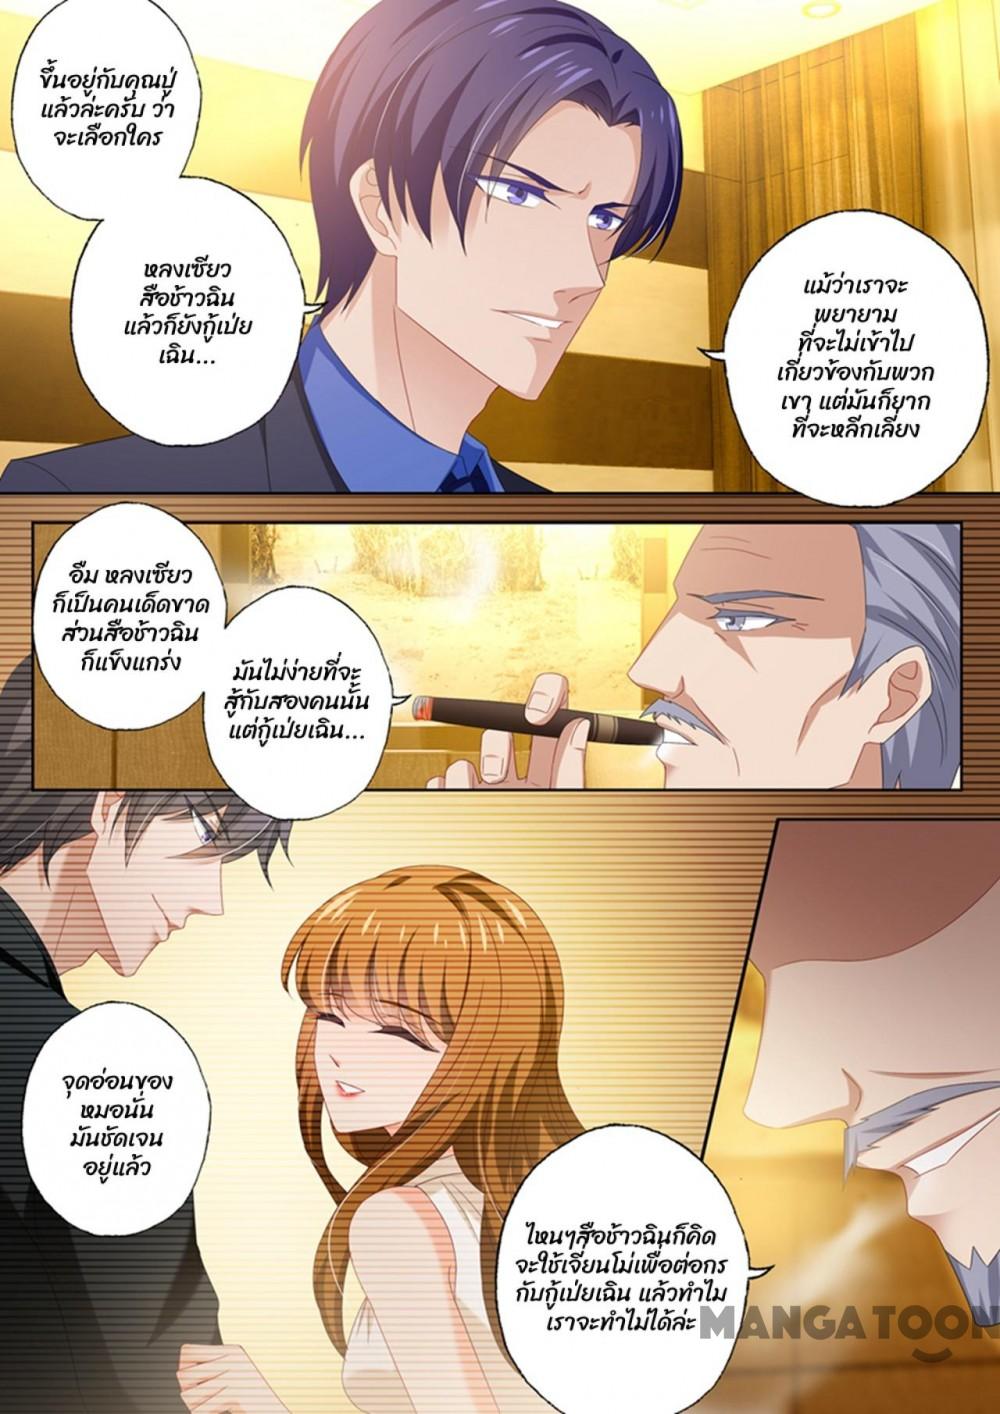 ขึ้นอยู่กับคุณปู่
แล้วล่ะครับ ว่า
จะเลือกใคร
หลงเซียว
สือช้าวฉิน
แล้วก็ยังกู้เป่ย
เฉิน...
แม้ว่าเราจะ
พยายาม
ที่จะไม่เข้าไป
เกี่ยวข้องกับพวก
เขา แต่มันก็ยาก
ที่จะหลีกเลี่ยง
อืม หลงเซียว
ก็เป็นคนเด็ดขาด
ส่วนสือช้าวฉิน
ก็แข็งแกร่ง
มันไม่ง่ายที่จะ
สู้กับสองคนนั้น
แต่กู้เป่ยเฉิน...
จุดอ่อนของ
หมอนั่น
มันชัดเจน
อยู่แล้ว
ไหนๆสือช้าวฉินก็คิด
จะใช้เจี่ยนโม่เพื่อต่อกร
กับกู้เป่ยเฉิน แล้วทำไม
เราจะทำไม่ได้ล่ะ
MANGATOON